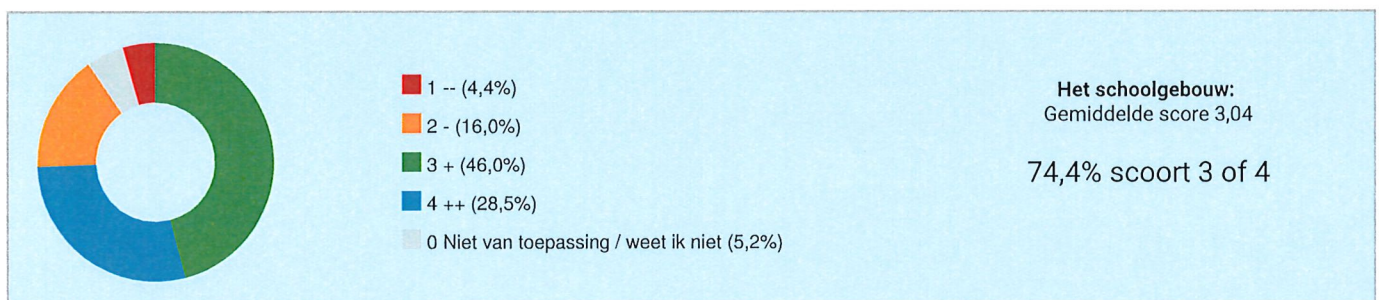 1 -- (4,4%)
2 - (16,0%)
3 + (46,0%)
4 ++ (28,5%)
0 Niet van toepassing / weet ik niet (5,2%)
Het schoolgebouw:
Gemiddelde score 3,04
74,4% scoort 3 of 4